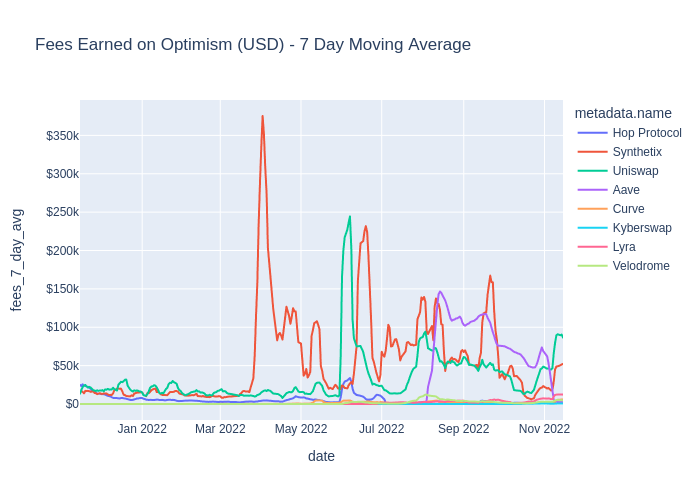 Fees Earned on Optimism (USD) - 7 Day Moving Average
metadata.name
Hop Protocol
Synthetix
Uniswap
Aave
Curve
Kyberswap
Lyra
Velodrome
fees_7_day_avg
$350k
$300k
$250k
$200k
$150k
$100k
$50k
$0
Jan 2022
Mar 2022
May 2022
Jul 2022
Sep 2022
Nov 2022
date